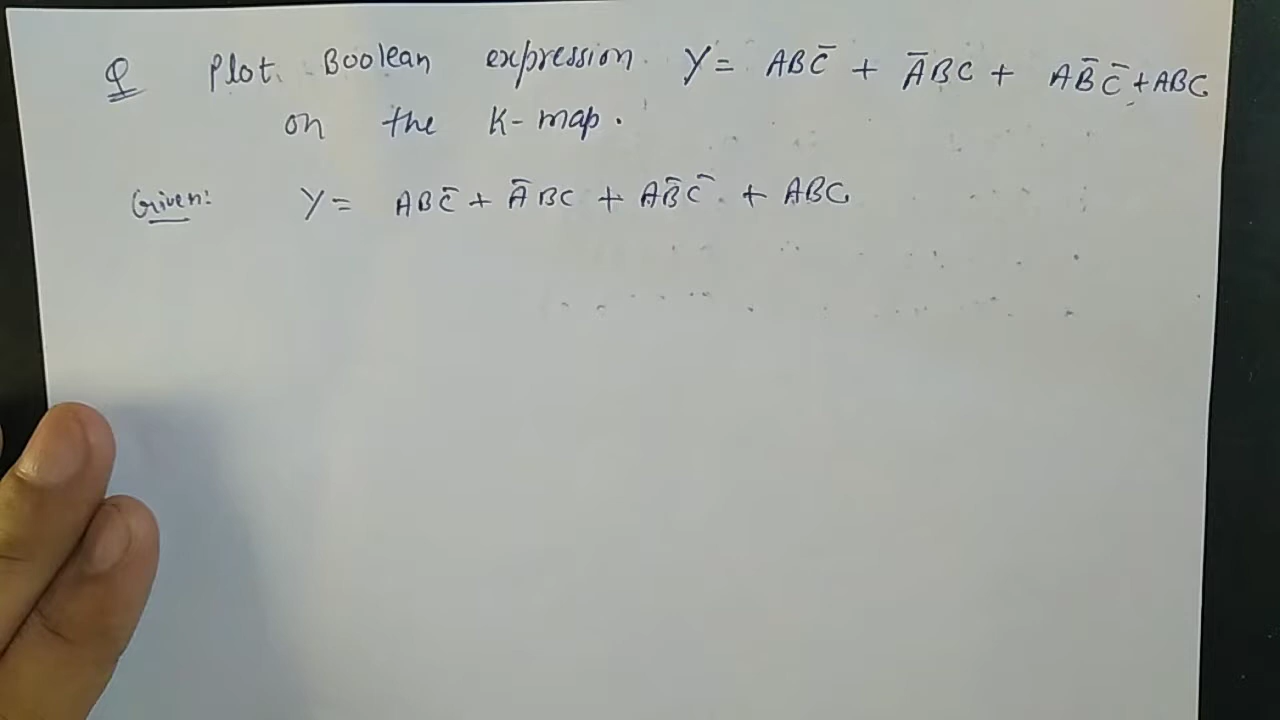 Q Plot Boolean expression Y = ABC̄ + ĀBC + AB̄C̄ + ABC
on the K-map.
Given: Y = ABC̄ + ĀBC + AB̄C̄ + ABC